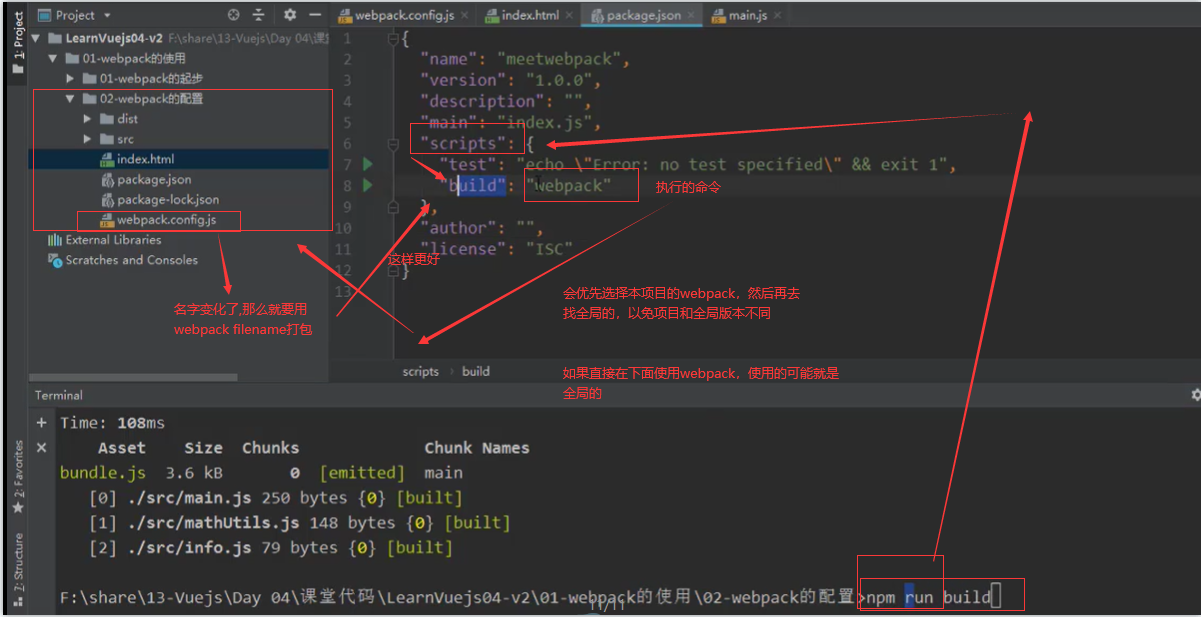 1: Project
Project
LearnVuejs04-v2 F:\share\13-Vuejs\Day 04\课堂
01-webpack的使用
01-webpack的起步
02-webpack的配置
dist
src
index.html
package.json
package-lock.json
webpack.config.js
External Libraries
Scratches and Consoles
名字变化了,那么就要用
webpack filename打包
webpack.config.js
index.html
package.json
main.js
1 {
2 "name": "meetwebpack",
3 "version": "1.0.0",
4 "description": "",
5 "main": "index.js",
6 "scripts": {
7 "test": "echo \"Error: no test specified\" && exit 1",
8 "build": "webpack"
执行的命令
9 },
10 "author": "",
11 "license": "ISC"
这样更好
12 }
13
会优先选择本项目的webpack，然后再去
找全局的，以免项目和全局版本不同
scripts › build
如果直接在下面使用webpack，使用的可能就是
全局的
Terminal
2: Favorites
7: Structure
Time: 108ms
Asset Size Chunks Chunk Names
bundle.js 3.6 kB 0 [emitted] main
[0] ./src/main.js 250 bytes {0} [built]
[1] ./src/mathUtils.js 148 bytes {0} [built]
[2] ./src/info.js 79 bytes {0} [built]
F:\share\13-Vuejs\Day 04\课堂代码\LearnVuejs04-v2\01-webpack的使用\02-webpack的配置>npm run build
11/11